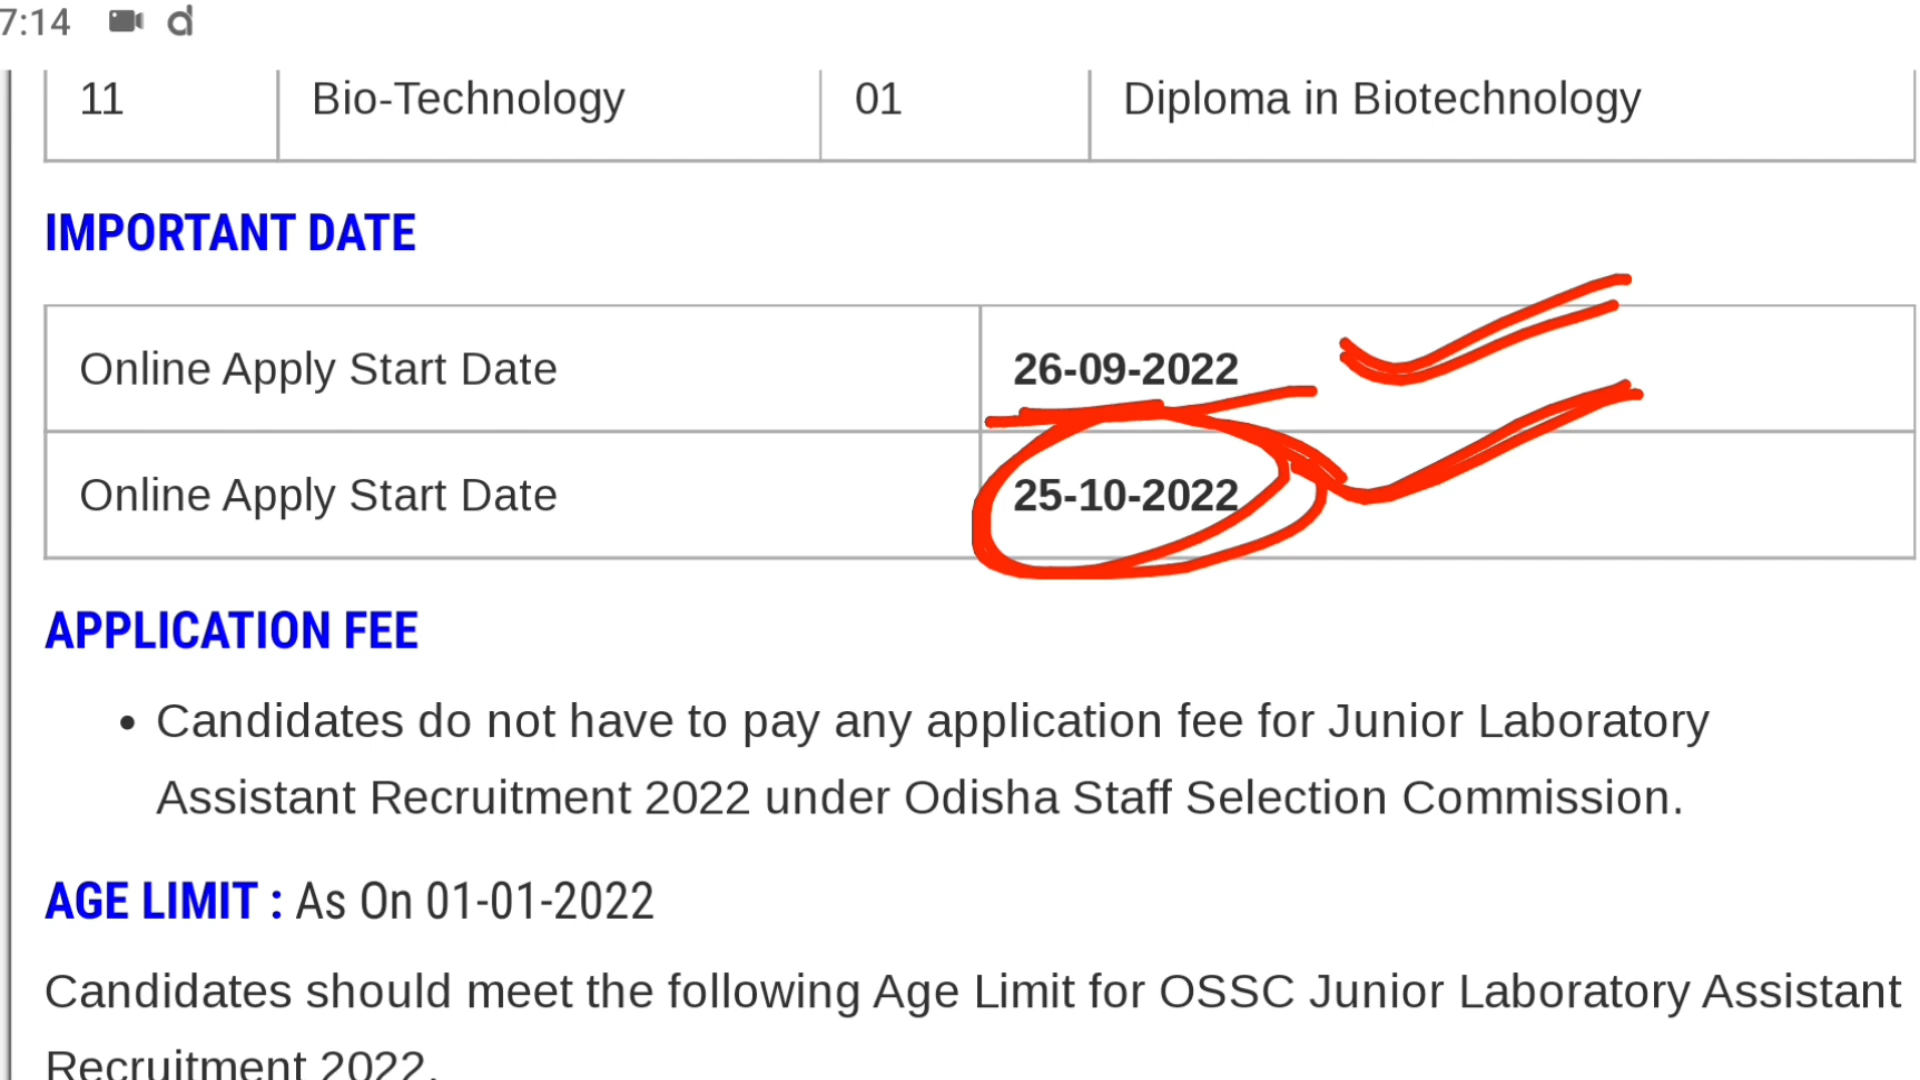 7:14
11 Bio-Technology 01 Diploma in Biotechnology
IMPORTANT DATE
Online Apply Start Date 26-09-2022
Online Apply Start Date 25-10-2022
APPLICATION FEE
• Candidates do not have to pay any application fee for Junior Laboratory
Assistant Recruitment 2022 under Odisha Staff Selection Commission.
AGE LIMIT : As On 01-01-2022
Candidates should meet the following Age Limit for OSSC Junior Laboratory Assistant
Recruitment 2022.